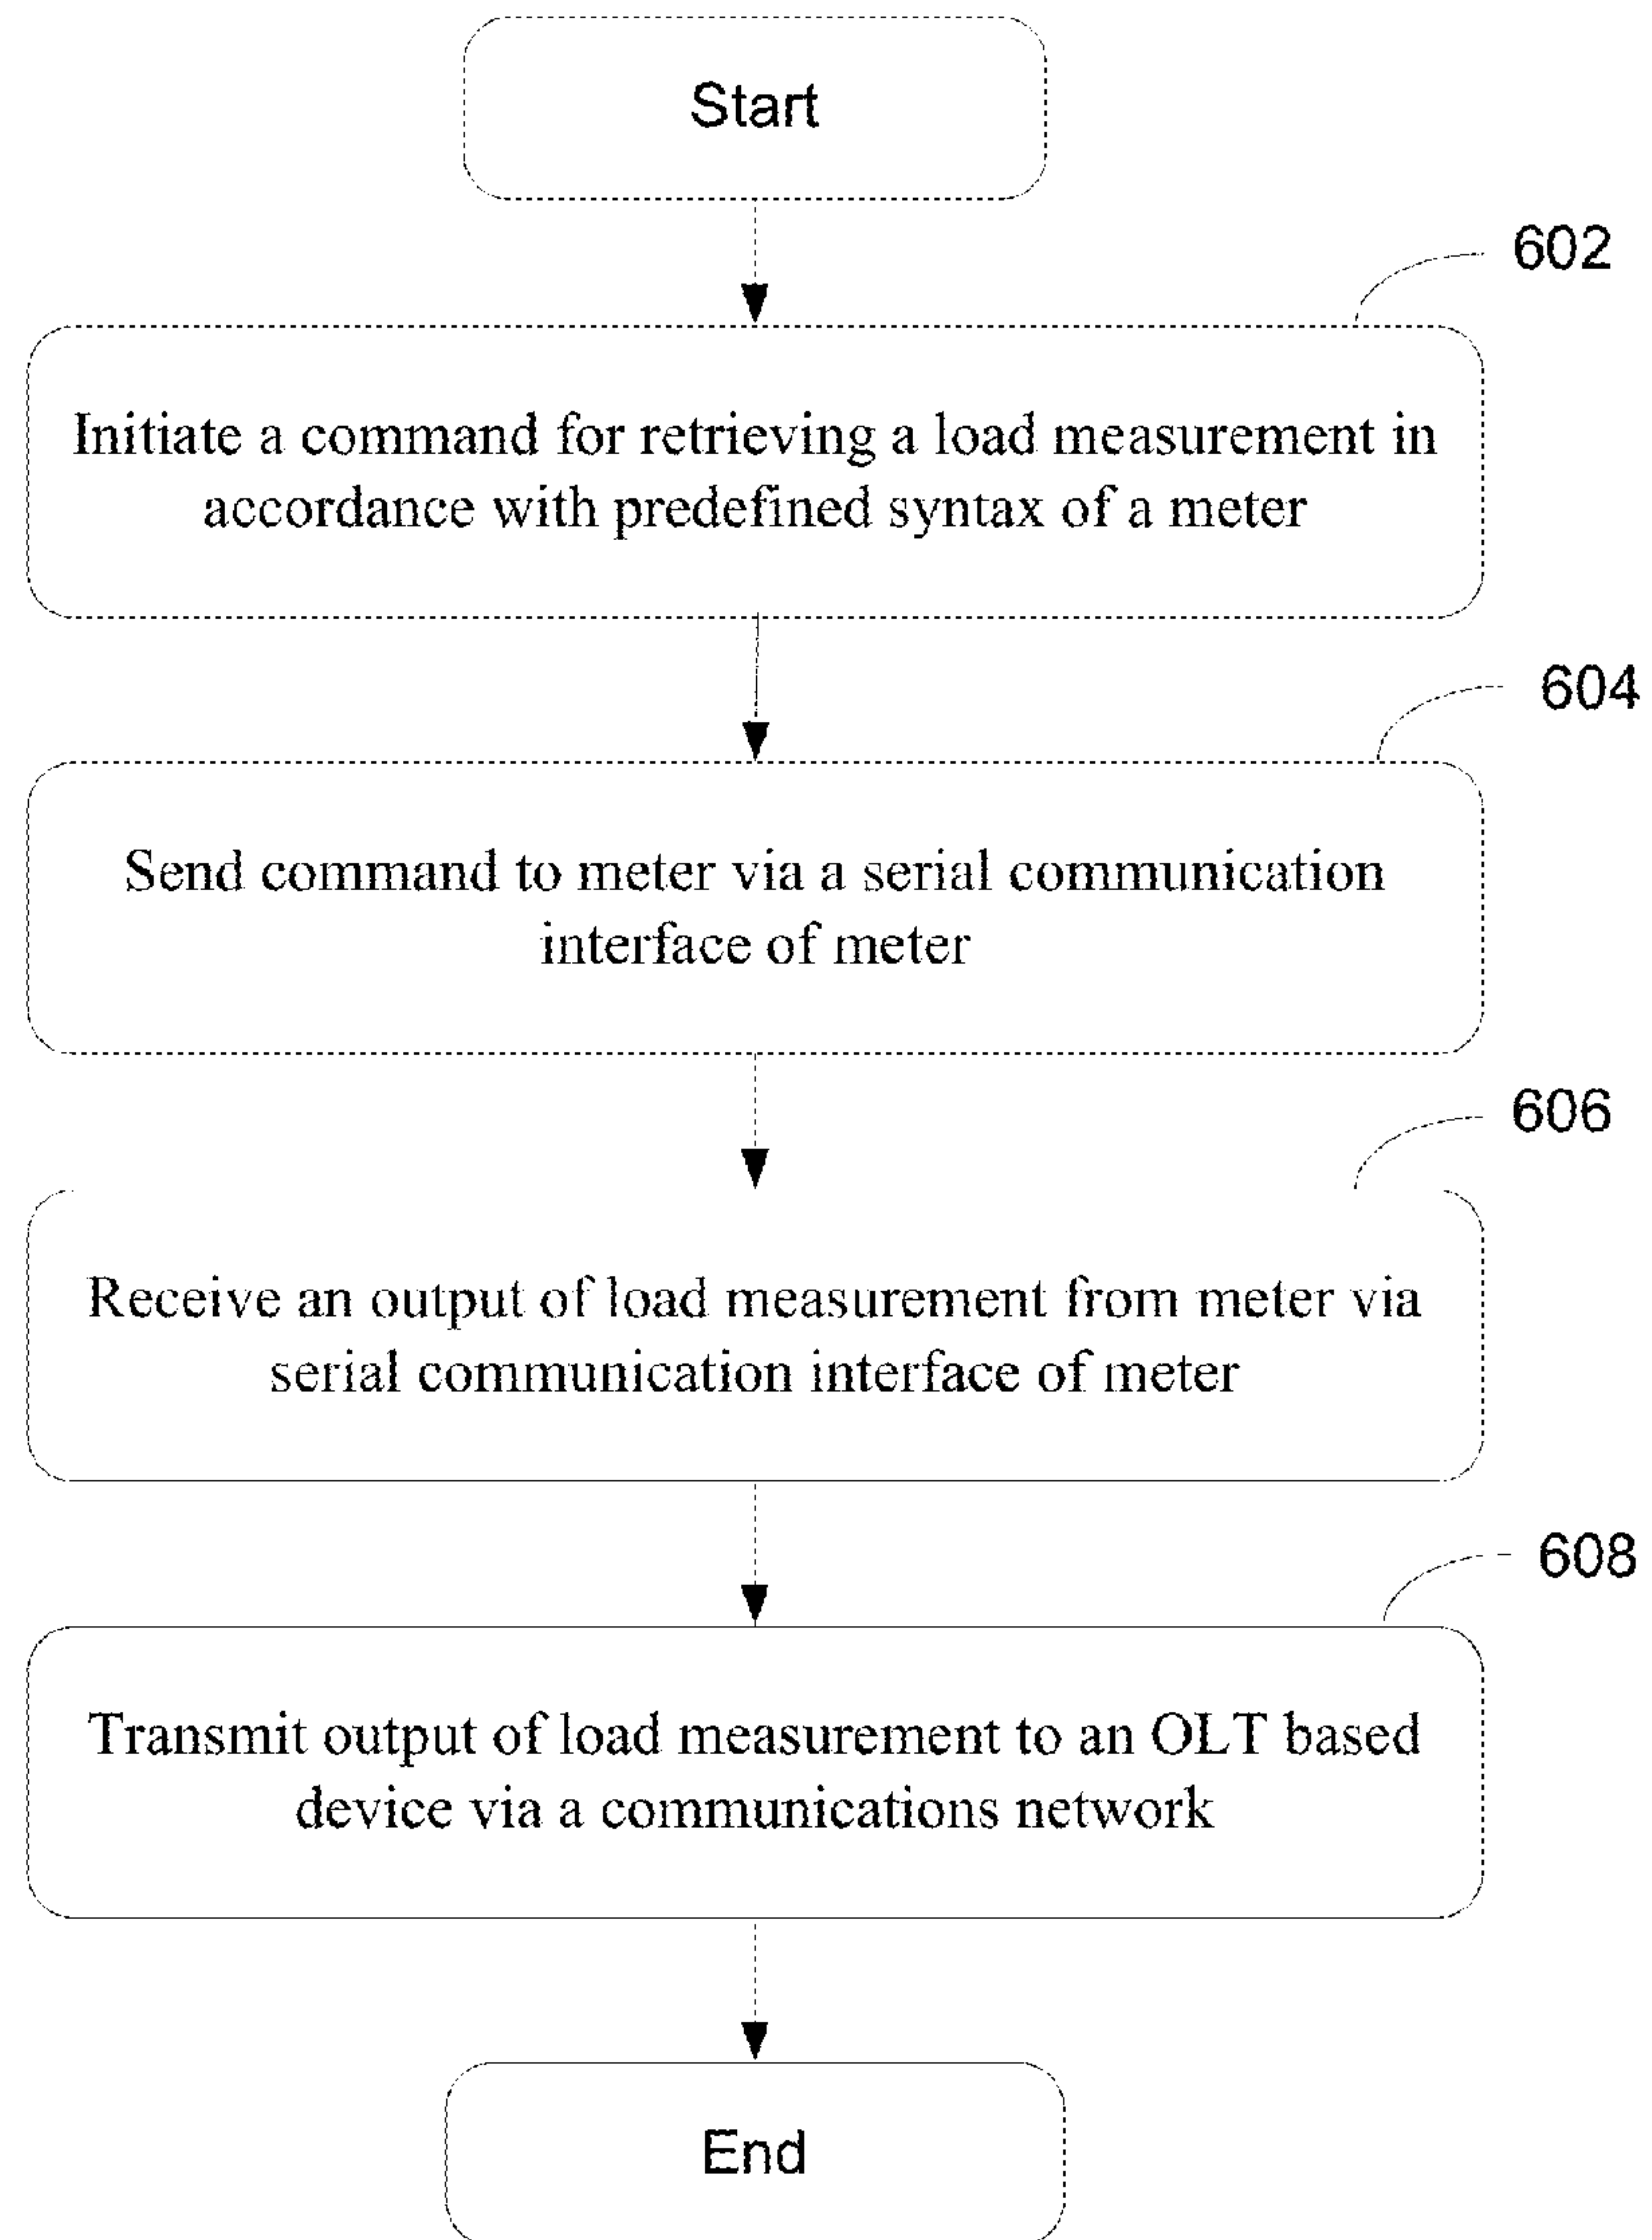 Start
602
Initiate a command for retrieving a load measurement in
accordance with predefined syntax of a meter
604
Send command to meter via a serial communication
interface of meter
606
Receive an output of load measurement from meter via
serial communication interface of meter
608
Transmit output of load measurement to an OLT based
device via a communications network
End